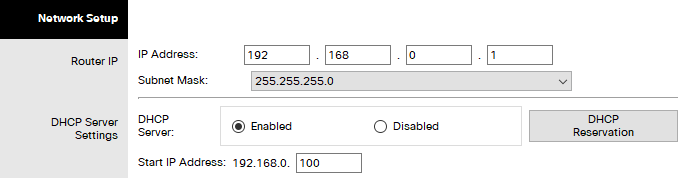 Network Setup
Router IP
IP Address: 192 . 168 . 0 . 1
Subnet Mask: 255.255.255.0
DHCP Server Settings
DHCP Server: Enabled Disabled
DHCP Reservation
Start IP Address: 192.168.0. 100